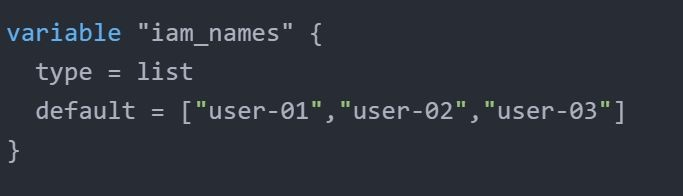 variable "iam_names" {
  type = list
  default = ["user-01","user-02","user-03"]
}